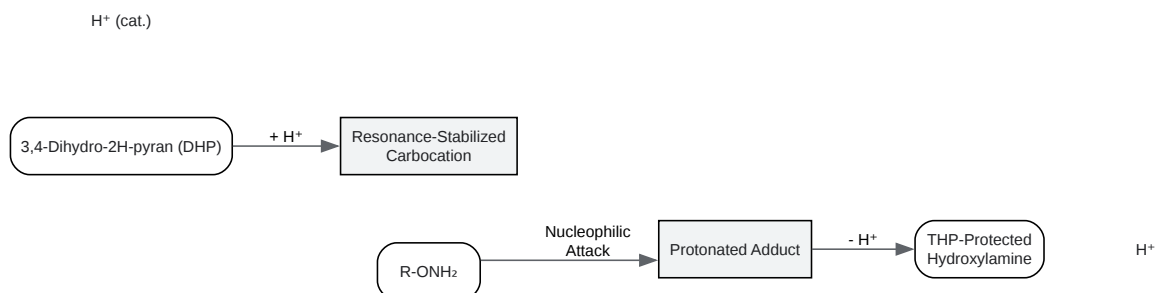 H⁺ (cat.)
3,4-Dihydro-2H-pyran (DHP)
+ H⁺
Resonance-Stabilized
Carbocation
R-ONH₂
Nucleophilic
Attack
Protonated Adduct
- H⁺
THP-Protected
Hydroxylamine
H⁺